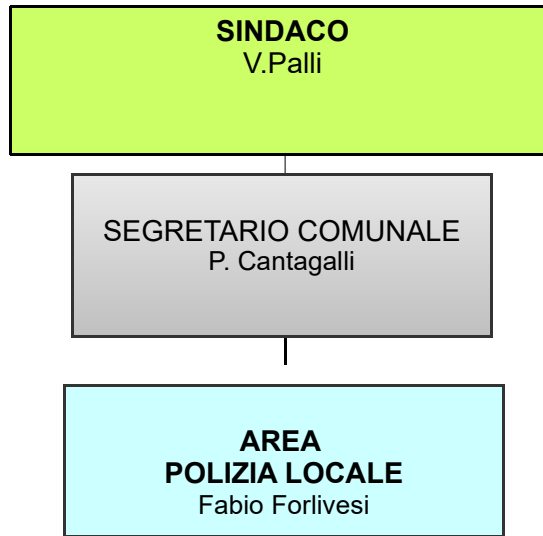 SINDACO
V.Palli
SEGRETARIO COMUNALE
P. Cantagalli
AREA
POLIZIA LOCALE
Fabio Forlivesi